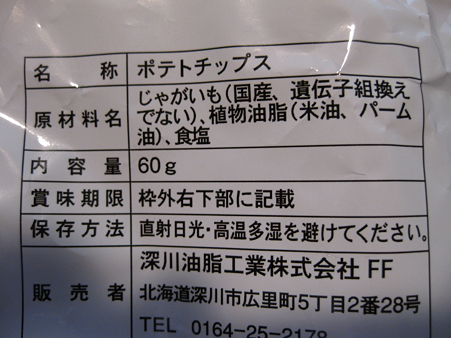 名称 ポテトチップス
原材料名 じゃがいも(国産、遺伝子組換え
でない)、植物油脂(米油、パーム
油)、食塩
内容量 60g
賞味期限 枠外右下部に記載
保存方法 直射日光・高温多湿を避けてください。
販売者 深川油脂工業株式会社 FF
北海道深川市広里町5丁目2番28号
TEL 0164-25-2178